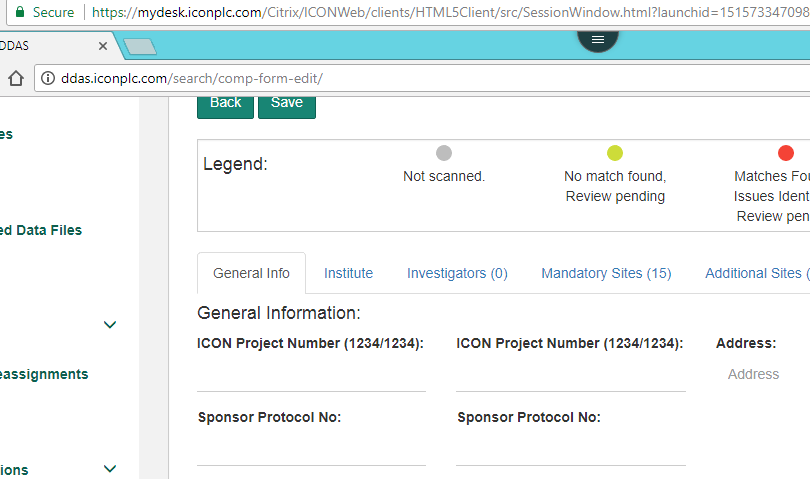 Secure https://mydesk.iconplc.com/Citrix/ICONWeb/clients/HTML5Client/src/SessionWindow.html?launchid=151573347098
DDAS
ddas.iconplc.com/search/comp-form-edit/
Back Save
es
ed Data Files
eassignments
ions
Legend:
Not scanned.
No match found,
Review pending
Matches Fou
Issues Ident
Review pen
General Info Institute Investigators (0) Mandatory Sites (15) Additional Sites (
General Information:
ICON Project Number (1234/1234): ICON Project Number (1234/1234): Address:
Address
Sponsor Protocol No: Sponsor Protocol No: